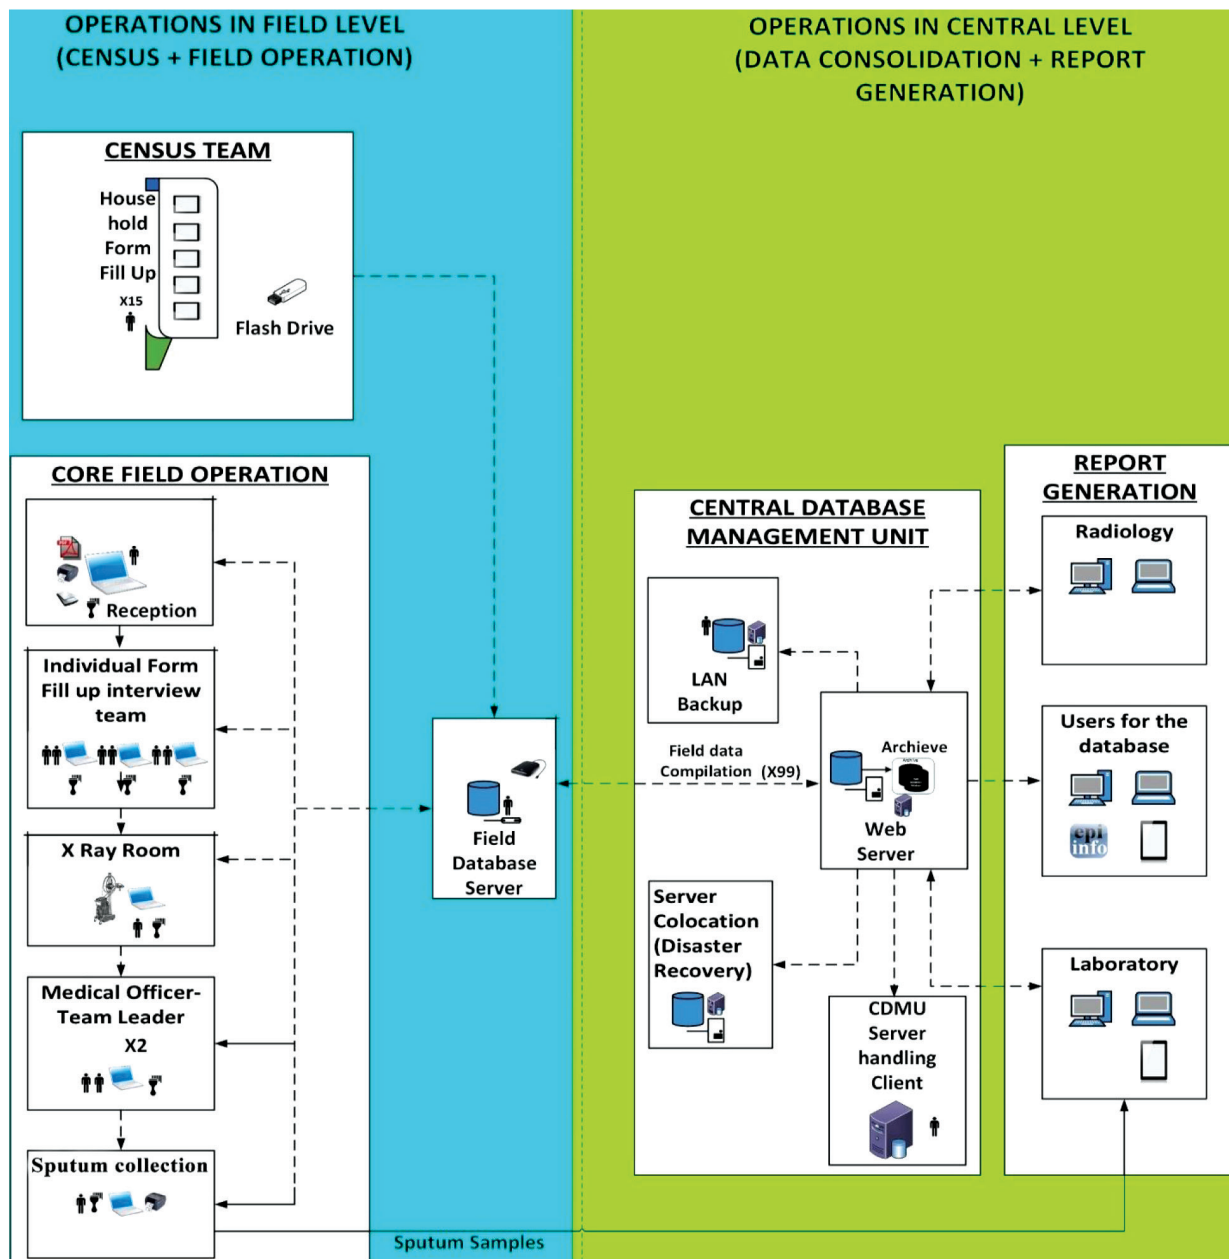 OPERATIONS IN FIELD LEVEL
(CENSUS + FIELD OPERATION)
OPERATIONS IN CENTRAL LEVEL
(DATA CONSOLIDATION + REPORT
GENERATION)
CENSUS TEAM
House
hold
Form
Fill Up
X15
Flash Drive
CORE FIELD OPERATION
Reception
Individual Form
Fill up interview
team
X Ray Room
Medical Officer-
Team Leader
X2
Sputum collection
Sputum Samples
Field
Database
Server
Field data
Compilation (X99)
CENTRAL DATABASE
MANAGEMENT UNIT
LAN
Backup
Archieve
Web
Server
Server
Colocation
(Disaster
Recovery)
CDMU
Server
handling
Client
REPORT
GENERATION
Radiology
Users for the
database
epi
info
Laboratory